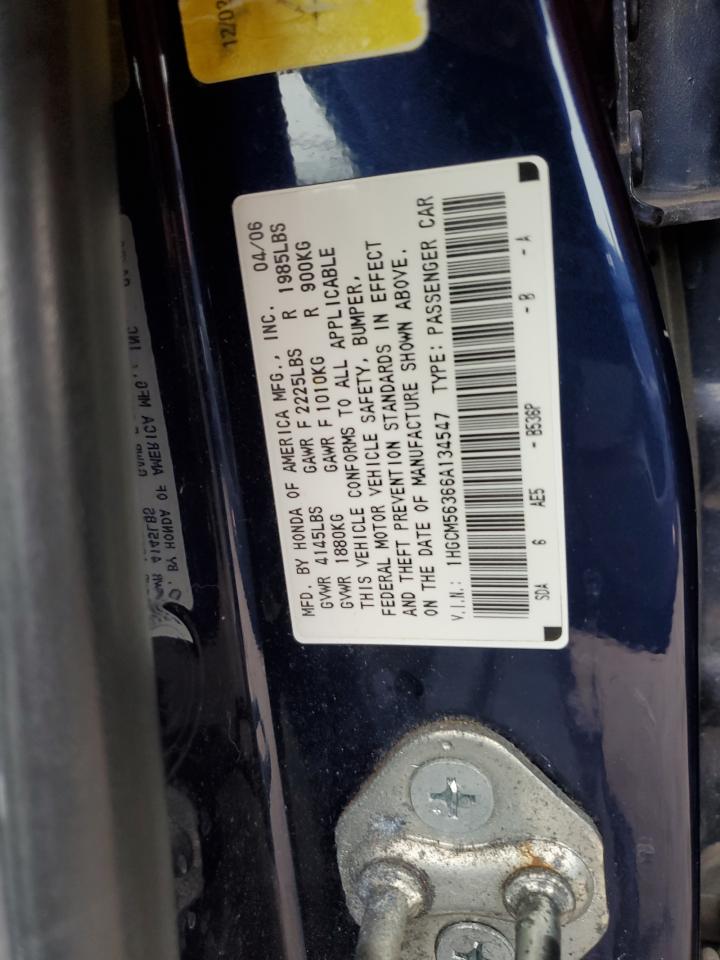 12/07
MFD. BY HONDA OF AMERICA MFG., INC. 04/06
GVWR 4145LBS GAWR F 2225LBS R 1985LBS
GVWR 1880KG GAWR F 1010KG R 900KG
THIS VEHICLE CONFORMS TO ALL APPLICABLE
FEDERAL MOTOR VEHICLE SAFETY, BUMPER,
AND THEFT PREVENTION STANDARDS IN EFFECT
ON THE DATE OF MANUFACTURE SHOWN ABOVE.
V.I.N.: 1HGCM56366A134547 TYPE: PASSENGER CAR
SDA 6 AE5 - B536P - B - A